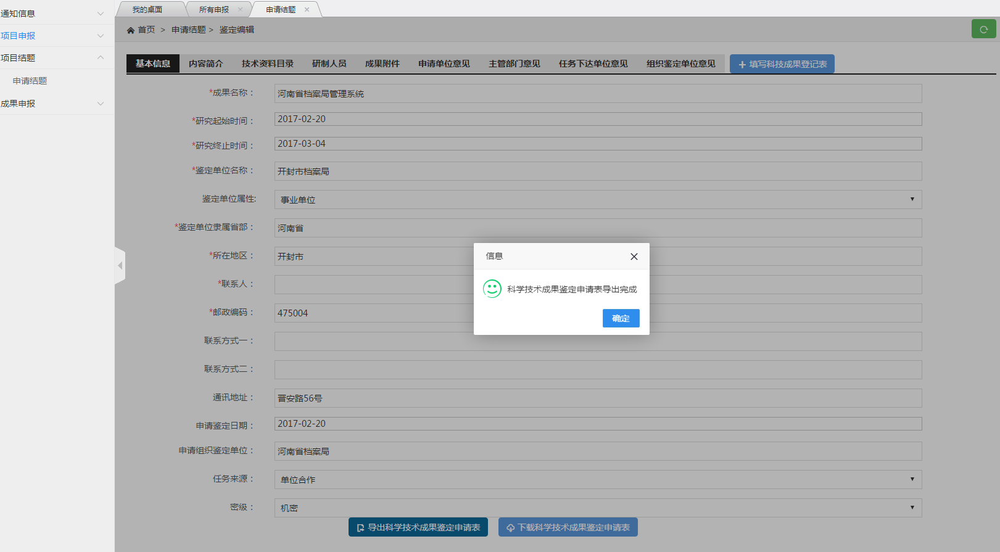 通知信息
项目申报
项目结题
申请结题
成果申报
我的桌面
所有申报
申请结题
首页 > 申请结题 > 鉴定编辑
基本信息 内容简介 技术资料目录 研制人员 成果附件 申请单位意见 主管部门意见 任务下达单位意见 组织鉴定单位意见 填写科技成果登记表
*成果名称： 河南省档案局管理系统
*研究起始时间： 2017-02-20
*研究终止时间： 2017-03-04
*鉴定单位名称： 开封市档案局
鉴定单位属性: 事业单位
*鉴定单位隶属省部： 河南省
*所在地区： 开封市
*联系人：
*邮政编码： 475004
联系方式一：
联系方式二：
通讯地址： 晋安路56号
申请鉴定日期： 2017-02-20
申请组织鉴定单位： 河南省档案局
任务来源： 单位合作
密级： 机密
导出科学技术成果鉴定申请表 下载科学技术成果鉴定申请表
信息
科学技术成果鉴定申请表导出完成
确定